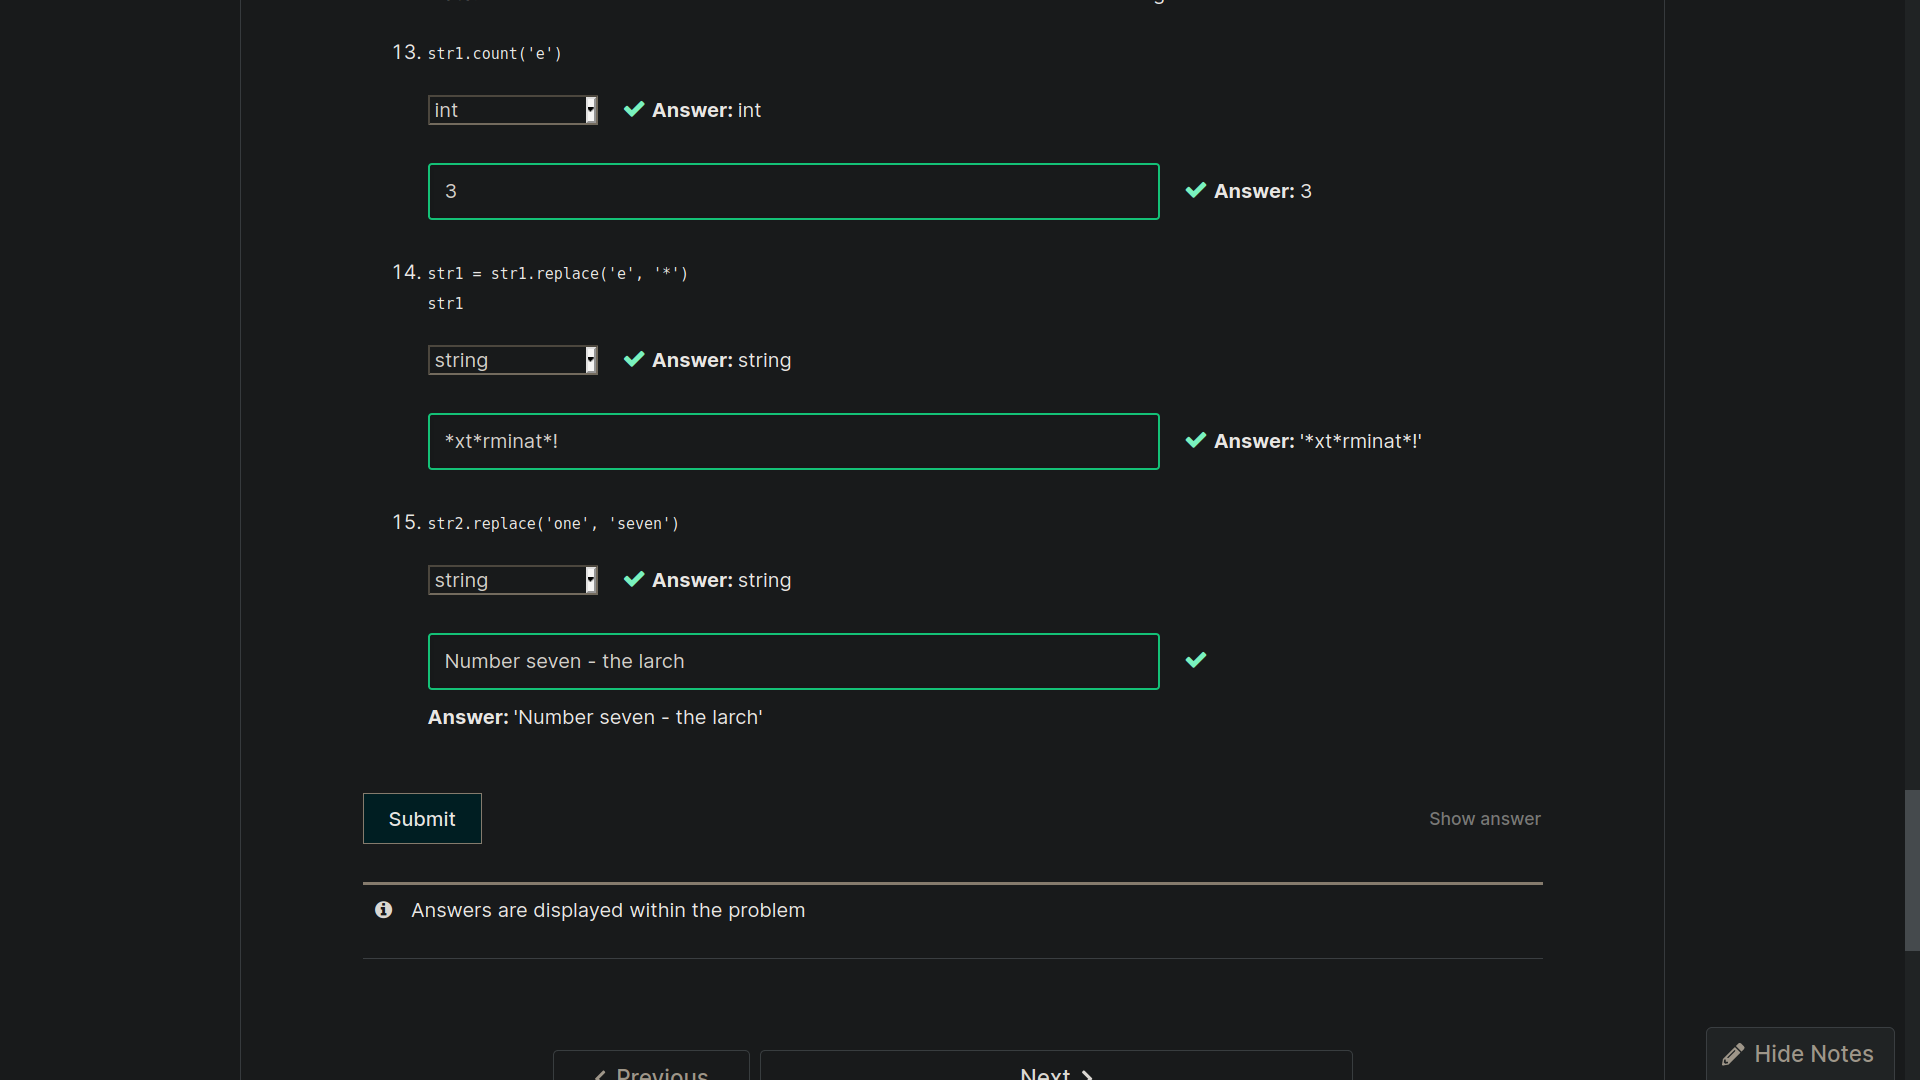 13. str1.count('e')
int
Answer: int
3
Answer: 3
14. str1 = str1.replace('e', '*')
str1
string
Answer: string
*xt*rminat*!
Answer: '*xt*rminat*!'
15. str2.replace('one', 'seven')
string
Answer: string
Number seven - the larch
Answer: 'Number seven - the larch'
Submit
Show answer
Answers are displayed within the problem
Previous
Next
Hide Notes